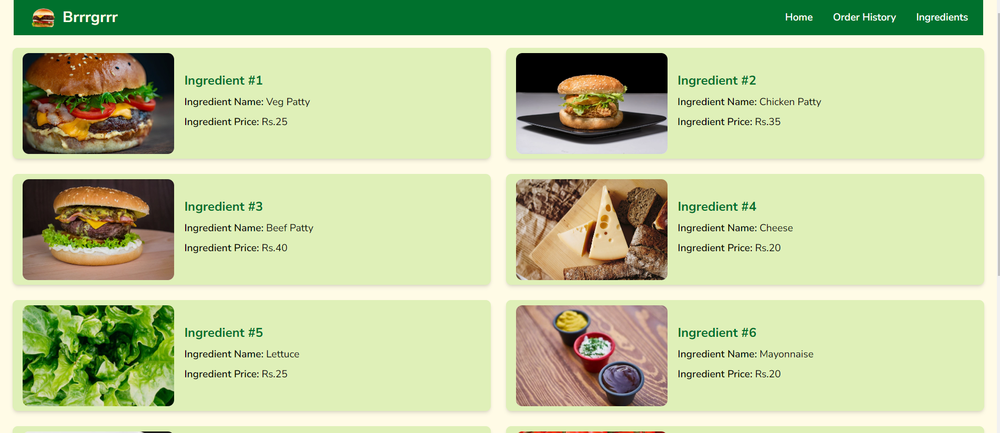 Brrrgrrr
Home
Order History
Ingredients
Ingredient #1
Ingredient Name: Veg Patty
Ingredient Price: Rs.25
Ingredient #2
Ingredient Name: Chicken Patty
Ingredient Price: Rs.35
Ingredient #3
Ingredient Name: Beef Patty
Ingredient Price: Rs.40
Ingredient #4
Ingredient Name: Cheese
Ingredient Price: Rs.20
Ingredient #5
Ingredient Name: Lettuce
Ingredient Price: Rs.25
Ingredient #6
Ingredient Name: Mayonnaise
Ingredient Price: Rs.20